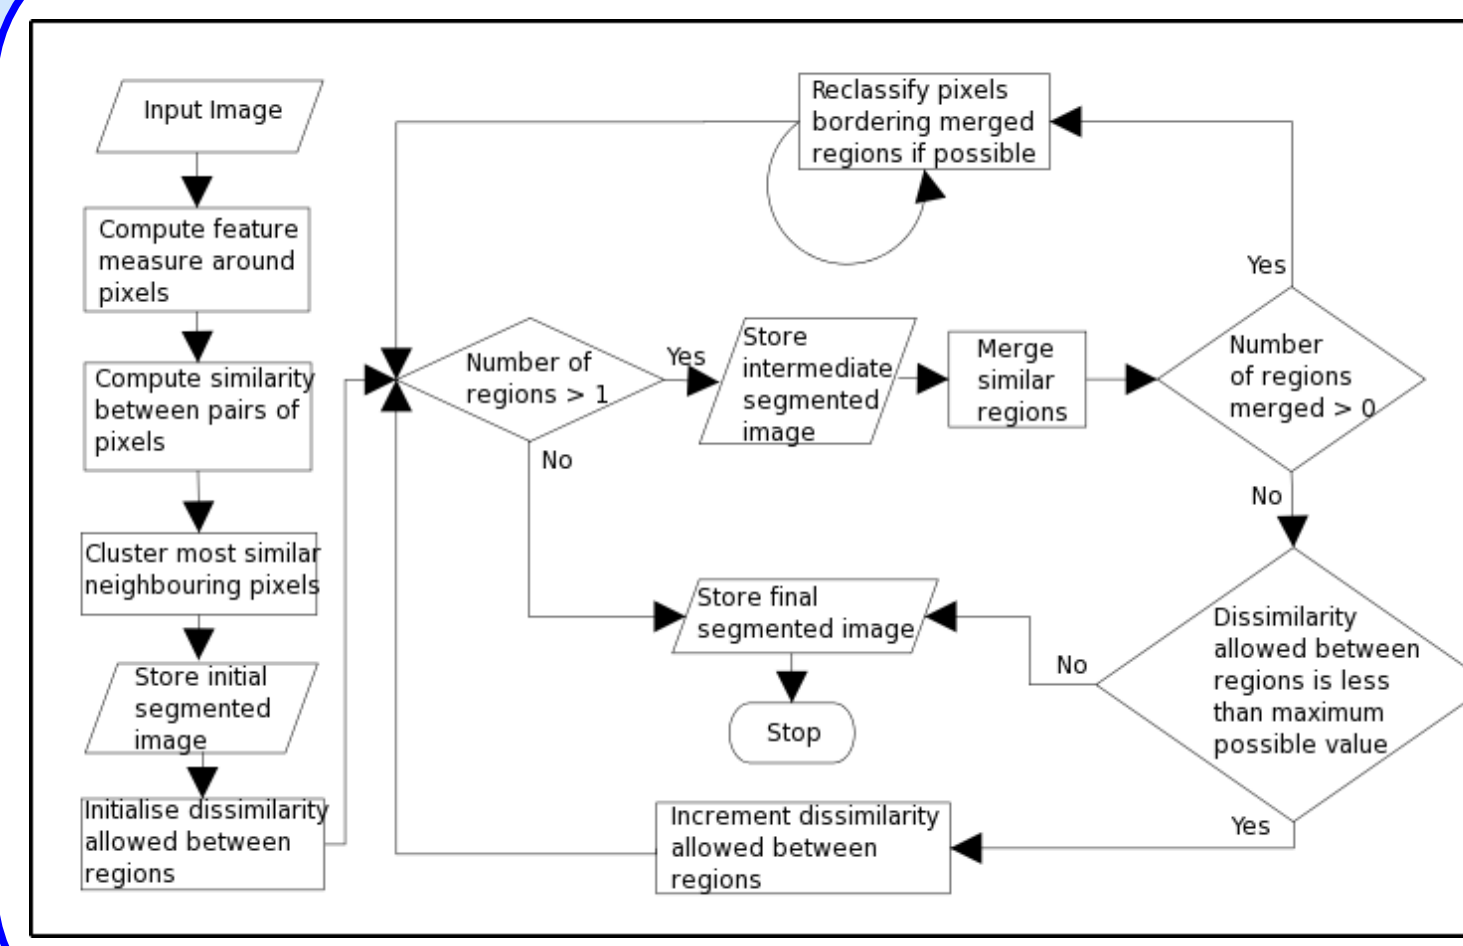 Input Image
Compute feature
measure around
pixels
Compute similarity
between pairs of
pixels
Cluster most similar
neighbouring pixels
Store initial
segmented
image
Initialise dissimilarity
allowed between
regions
Number of
regions > 1
Yes
No
Store
intermediate
segmented
image
Merge
similar
regions
Number
of regions
merged > 0
Yes
No
Reclassify pixels
bordering merged
regions if possible
Dissimilarity
allowed between
regions is less
than maximum
possible value
No
Yes
Store final
segmented image
Stop
Increment dissimilarity
allowed between
regions